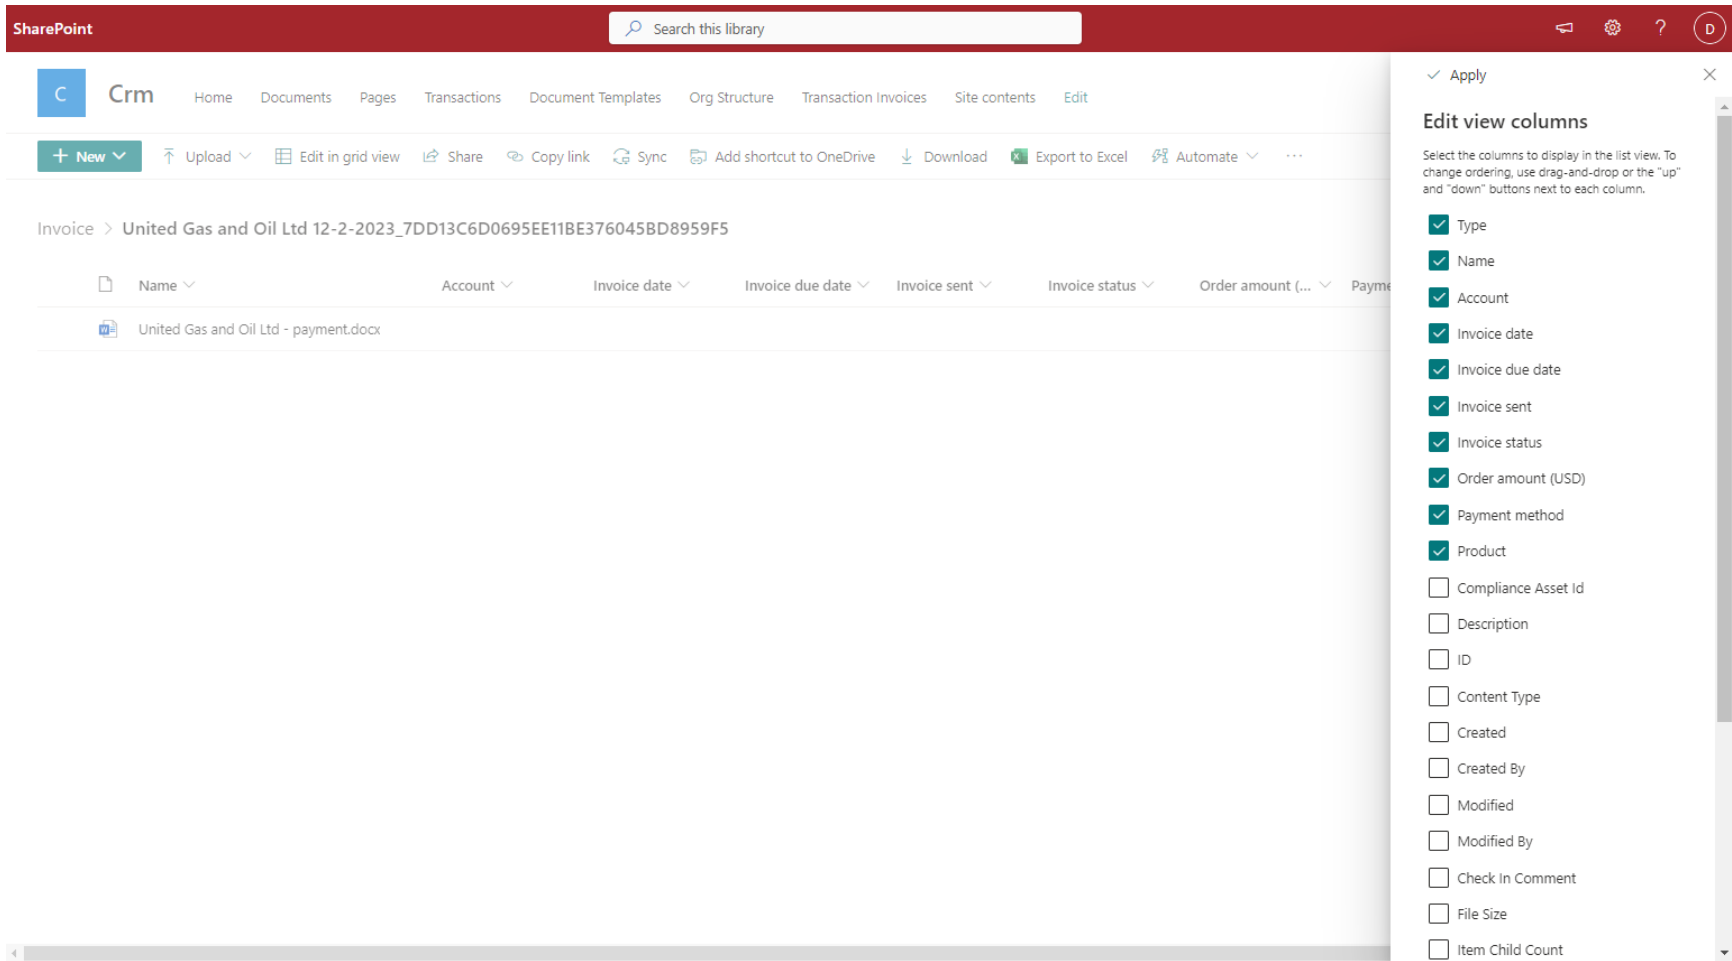 SharePoint
Search this library
? D
C Crm Home Documents Pages Transactions Document Templates Org Structure Transaction Invoices Site contents Edit
+ New Upload Edit in grid view Share Copy link Sync Add shortcut to OneDrive Download Export to Excel Automate ...
Invoice > United Gas and Oil Ltd 12-2-2023_7DD13C6D0695EE11BE376045BD8959F5
Name Account Invoice date Invoice due date Invoice sent Invoice status Order amount (... Payme
United Gas and Oil Ltd - payment.docx
Apply
Edit view columns
Select the columns to display in the list view. To
change ordering, use drag-and-drop or the "up"
and "down" buttons next to each column.
Type
Name
Account
Invoice date
Invoice due date
Invoice sent
Invoice status
Order amount (USD)
Payment method
Product
Compliance Asset Id
Description
ID
Content Type
Created
Created By
Modified
Modified By
Check In Comment
File Size
Item Child Count